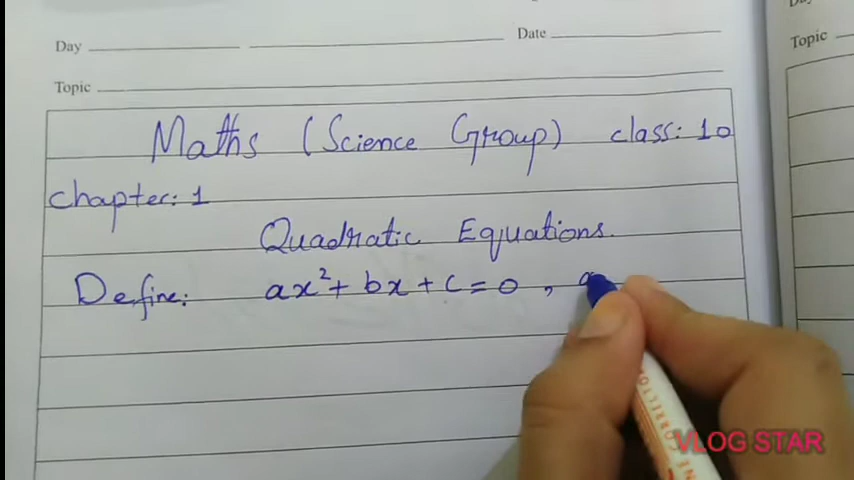 Day Date
Topic
Topic
Maths (Science Group) class: 10
chapter: 1
Quadratic Equations.
Define: ax²+ bx + c = 0 , a
VLOG STAR